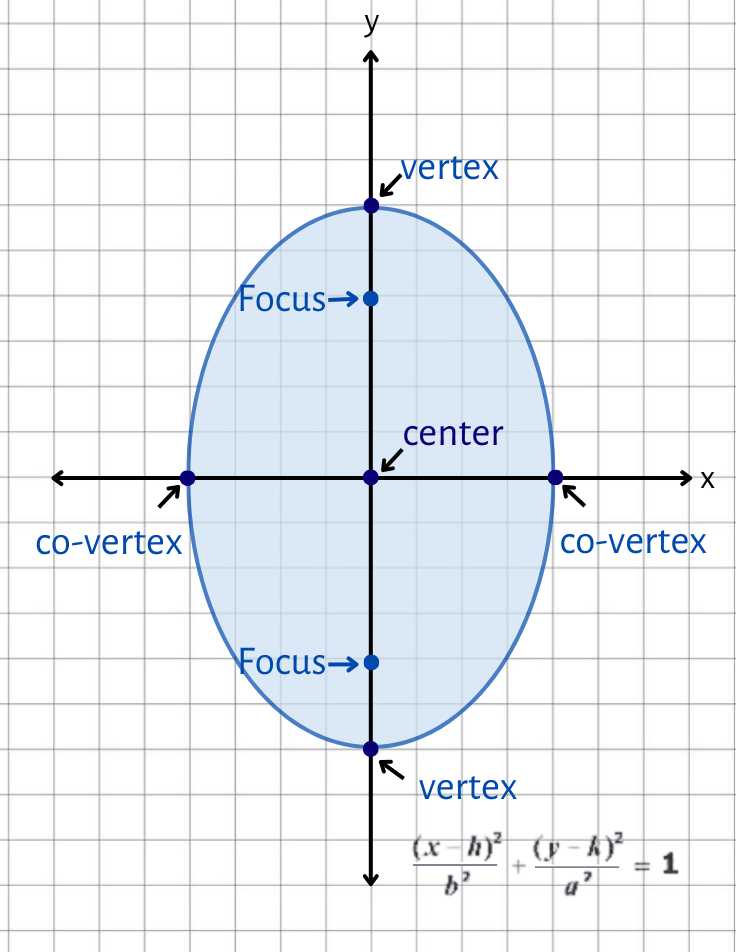 y
vertex
Focus→
center
x
co-vertex
co-vertex
Focus→
vertex
(x - h)² / b² + (y - k)² / a² = 1